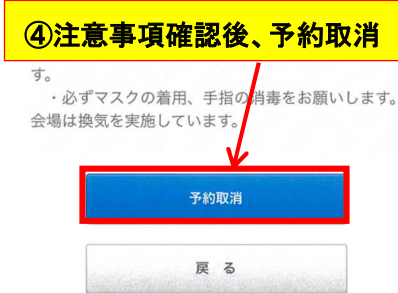 ④注意事項確認後、予約取消
す。
・必ずマスクの着用、手指の消毒をお願いします。
会場は換気を実施しています。
予約取消
戻 る